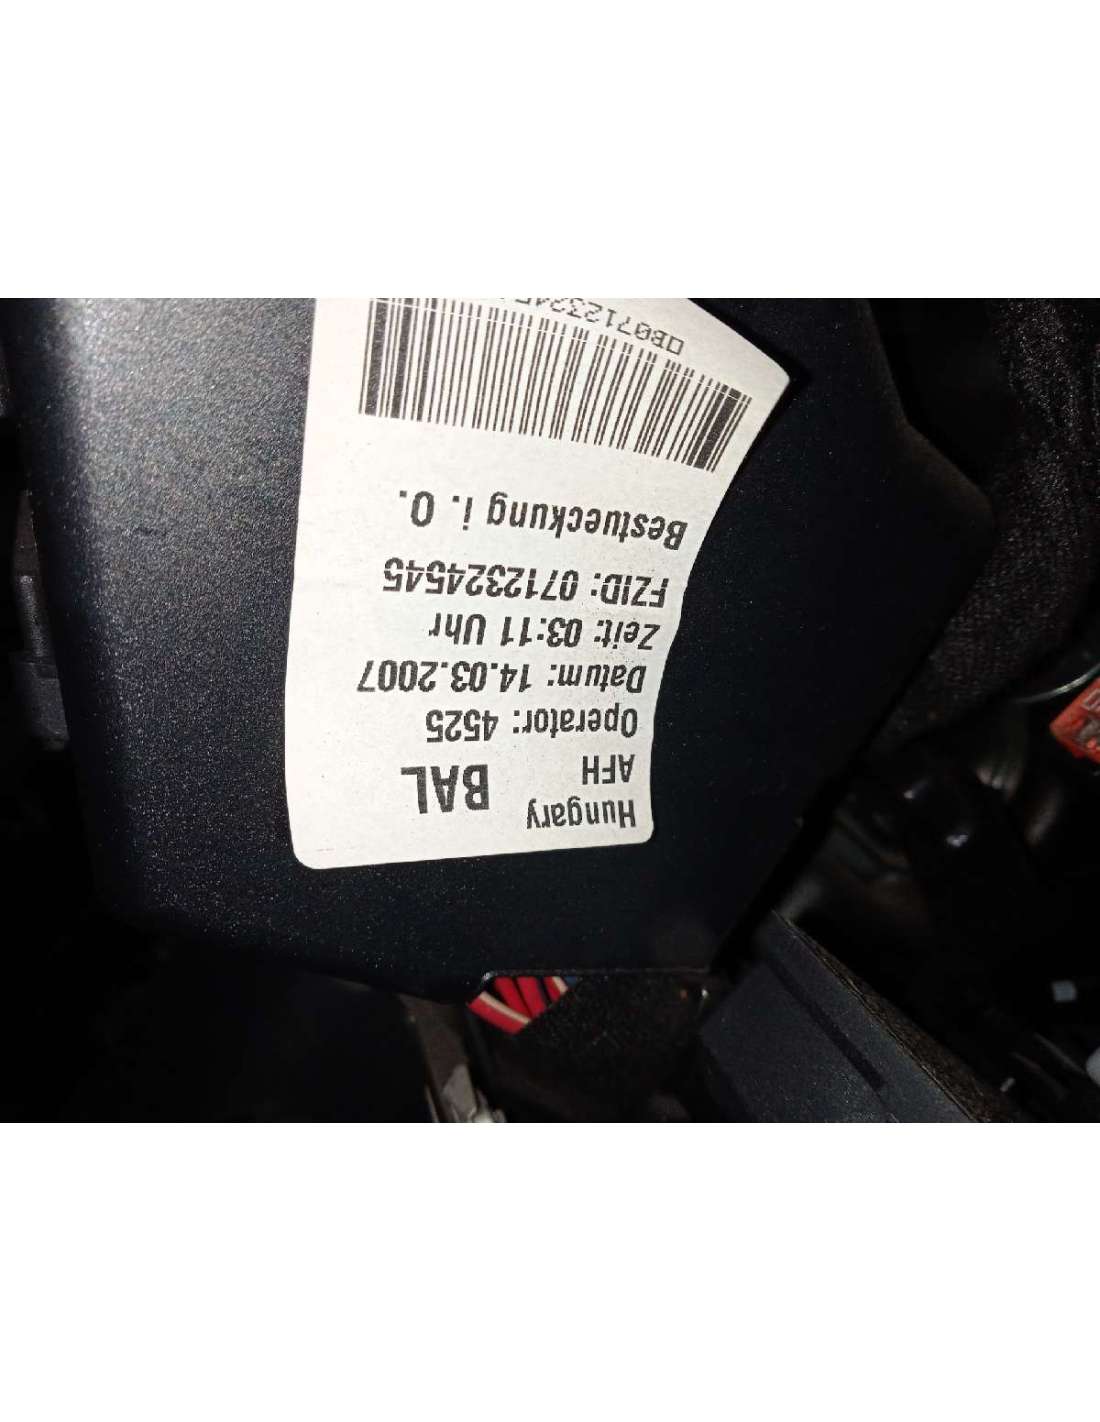 Hungary
AFH BAL
Operator: 4525
Datum: 14.03.2007
Zeit: 03:11 Uhr
FZID: 0712324545
Bestueckung i. O.